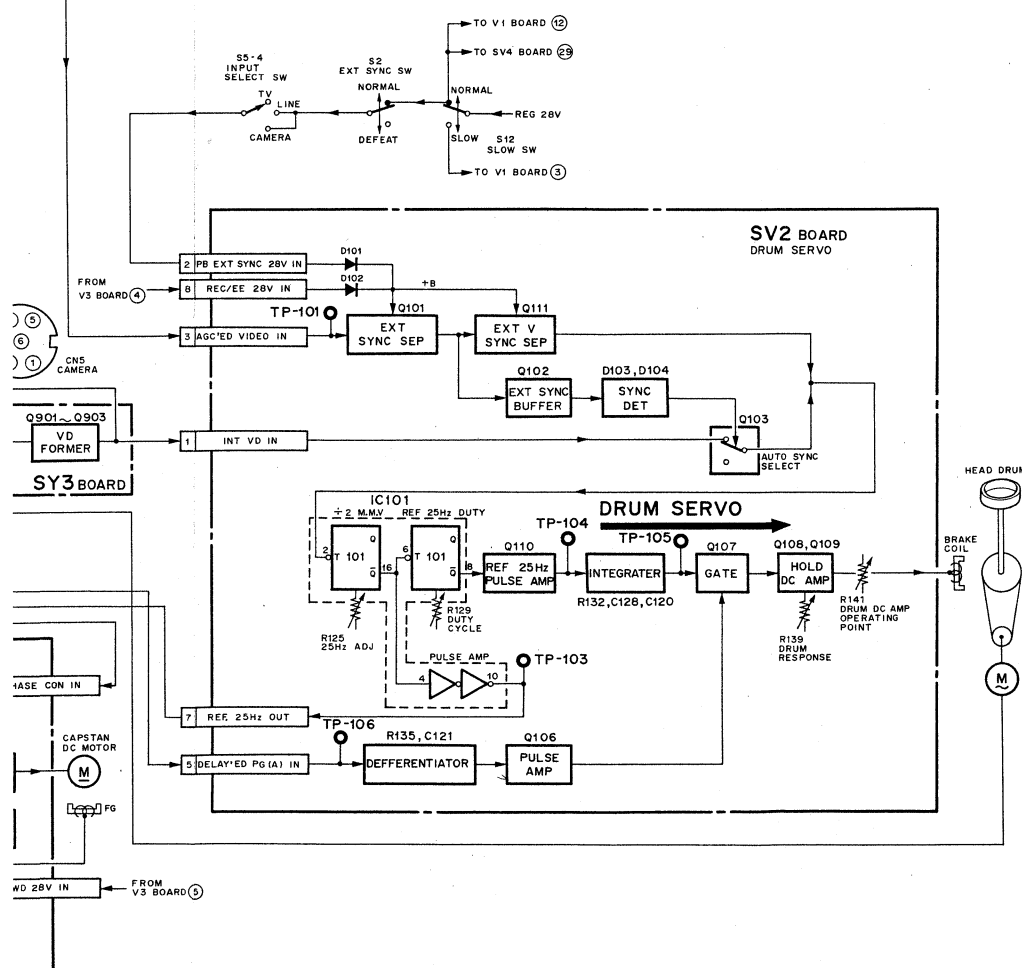 TO V1 BOARD 12
TO SV4 BOARD 29
S5-4
INPUT
SELECT SW
S2
EXT SYNC SW
TV
LINE
CAMERA
NORMAL
DEFEAT
NORMAL
SLOW
REG 28V
S12
SLOW SW
TO V1 BOARD 3
SV2 BOARD
DRUM SERVO
2 PB EXT SYNC 28V IN
D101
FROM
V3 BOARD 4
8 REC/EE 28V IN
D102
+B
TP-101
Q101
EXT
SYNC SEP
Q111
EXT V
SYNC SEP
3 AGC'ED VIDEO IN
5
6
1
CN5
CAMERA
Q102
EXT SYNC
BUFFER
D103, D104
SYNC
DET
Q103
AUTO SYNC
SELECT
Q901~Q903
VD
FORMER
SY3 BOARD
1 INT VD IN
HEAD DRUM
IC101
÷2 M.M.V
REF 25Hz DUTY
2
T 101
Q
Q̅
16
6
T 101
Q
Q̅
8
DRUM SERVO
Q110
REF 25Hz
PULSE AMP
TP-104
INTEGRATER
R132, C128, C120
TP-105
Q107
GATE
Q108, Q109
HOLD
DC AMP
BRAKE
COIL
R125
25Hz ADJ
R129
DUTY
CYCLE
R139
DRUM
RESPONSE
R141
DRUM DC AMP
OPERATING
POINT
PULSE AMP
4
10
TP-103
M
HASE CON IN
7 REF. 25Hz OUT
TP-106
CAPSTAN
DC MOTOR
M
5 DELAY'ED PG(A) IN
R135, C121
DEFFERENTIATOR
Q106
PULSE
AMP
FG
WD 28V IN
FROM
V3 BOARD 5